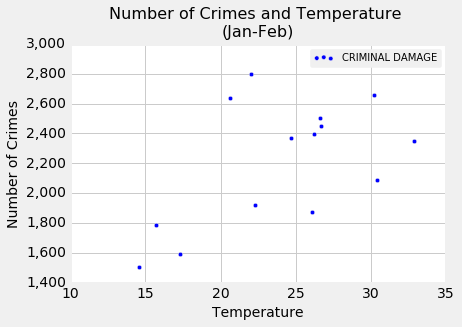 Number of Crimes and Temperature
(Jan-Feb)
3,000
2,800
2,600
2,400
2,200
2,000
1,800
1,600
1,400
Number of Crimes
CRIMINAL DAMAGE
10 15 20 25 30 35
Temperature